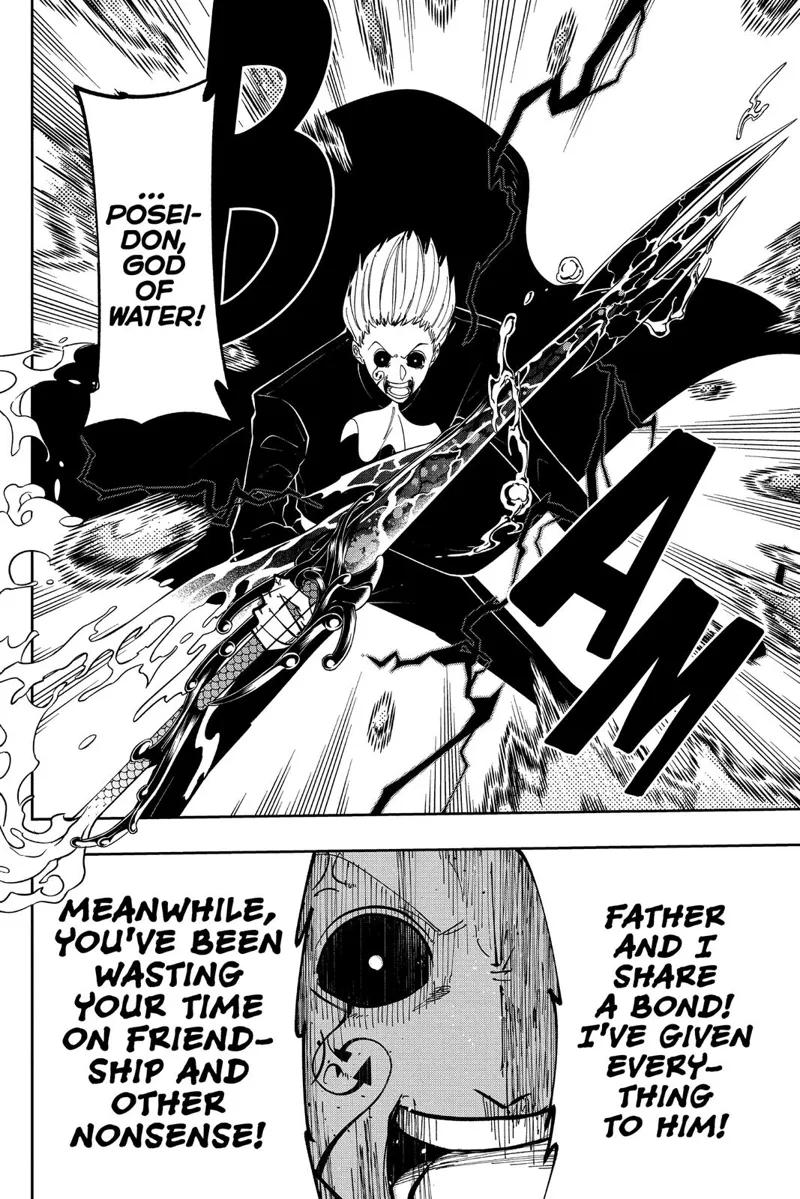 ...
POSEI-
DON,
GOD
OF
WATER!
B
A
M
FATHER
AND I
SHARE
A BOND!
I'VE GIVEN
EVERY-
THING
TO HIM!
MEANWHILE,
YOU'VE BEEN
WASTING
YOUR TIME
ON FRIEND-
SHIP AND
OTHER
NONSENSE!